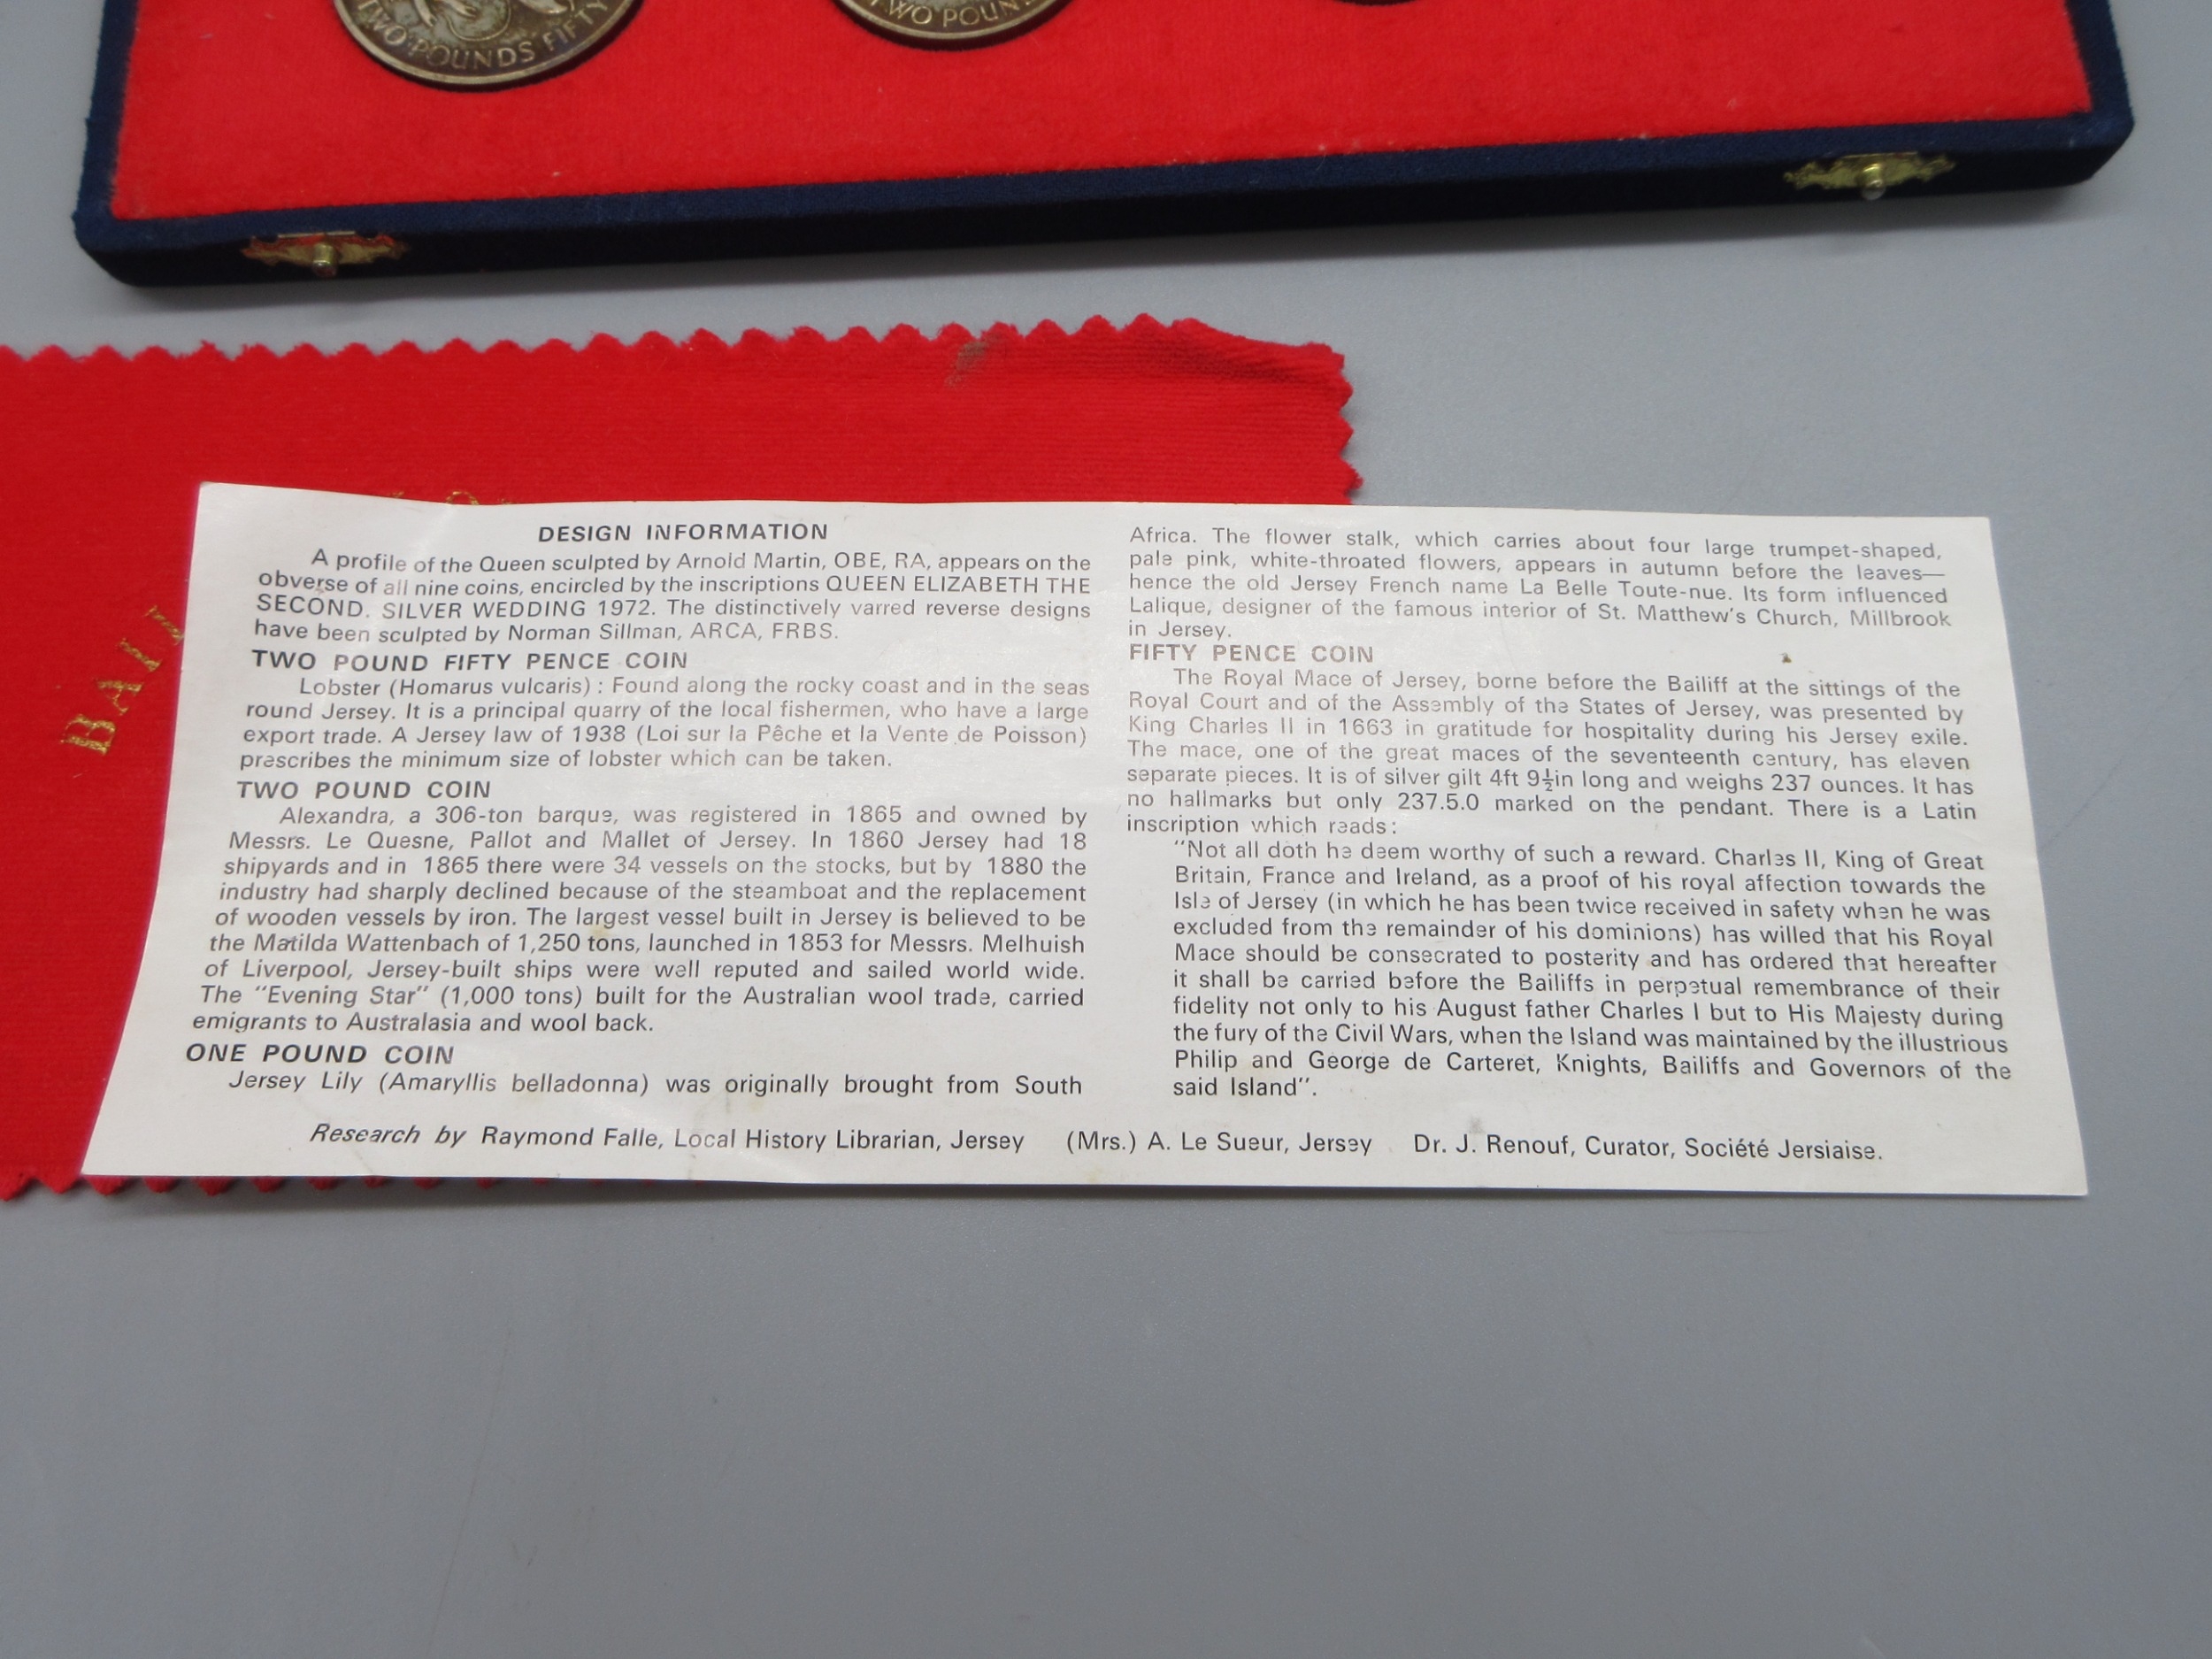 TWO POUNDS FIFTY
TWO POUN
BAIL
DESIGN INFORMATION
A profile of the Queen sculpted by Arnold Martin, OBE, RA, appears on the
obverse of all nine coins, encircled by the inscriptions QUEEN ELIZABETH THE
SECOND. SILVER WEDDING 1972. The distinctively varred reverse designs
have been sculpted by Norman Sillman, ARCA, FRBS.
TWO POUND FIFTY PENCE COIN
Lobster (Homarus vulcaris) : Found along the rocky coast and in the seas
round Jersey. It is a principal quarry of the local fishermen, who have a large
export trade. A Jersey law of 1938 (Loi sur la Pêche et la Vente de Poisson)
prescribes the minimum size of lobster which can be taken.
TWO POUND COIN
Alexandra, a 306-ton barque, was registered in 1865 and owned by
Messrs. Le Quesne, Pallot and Mallet of Jersey. In 1860 Jersey had 18
shipyards and in 1865 there were 34 vessels on the stocks, but by 1880 the
industry had sharply declined because of the steamboat and the replacement
of wooden vessels by iron. The largest vessel built in Jersey is believed to be
the Matilda Wattenbach of 1,250 tons, launched in 1853 for Messrs. Melhuish
of Liverpool, Jersey-built ships were well reputed and sailed world wide.
The "Evening Star" (1,000 tons) built for the Australian wool trade, carried
emigrants to Australasia and wool back.
ONE POUND COIN
Jersey Lily (Amaryllis belladonna) was originally brought from South
Africa. The flower stalk, which carries about four large trumpet-shaped,
pale pink, white-throated flowers, appears in autumn before the leaves—
hence the old Jersey French name La Belle Toute-nue. Its form influenced
Lalique, designer of the famous interior of St. Matthew's Church, Millbrook
in Jersey.
FIFTY PENCE COIN
The Royal Mace of Jersey, borne before the Bailiff at the sittings of the
Royal Court and of the Assembly of the States of Jersey, was presented by
King Charles II in 1663 in gratitude for hospitality during his Jersey exile.
The mace, one of the great maces of the seventeenth century, has eleven
separate pieces. It is of silver gilt 4ft 9½in long and weighs 237 ounces. It has
no hallmarks but only 237.5.0 marked on the pendant. There is a Latin
inscription which reads:
"Not all doth he deem worthy of such a reward. Charles II, King of Great
Britain, France and Ireland, as a proof of his royal affection towards the
Isle of Jersey (in which he has been twice received in safety when he was
excluded from the remainder of his dominions) has willed that his Royal
Mace should be consecrated to posterity and has ordered that hereafter
it shall be carried before the Bailiffs in perpetual remembrance of their
fidelity not only to his August father Charles I but to His Majesty during
the fury of the Civil Wars, when the Island was maintained by the illustrious
Philip and George de Carteret, Knights, Bailiffs and Governors of the
said Island".
Research by Raymond Falle, Local History Librarian, Jersey (Mrs.) A. Le Sueur, Jersey Dr. J. Renouf, Curator, Société Jersiaise.